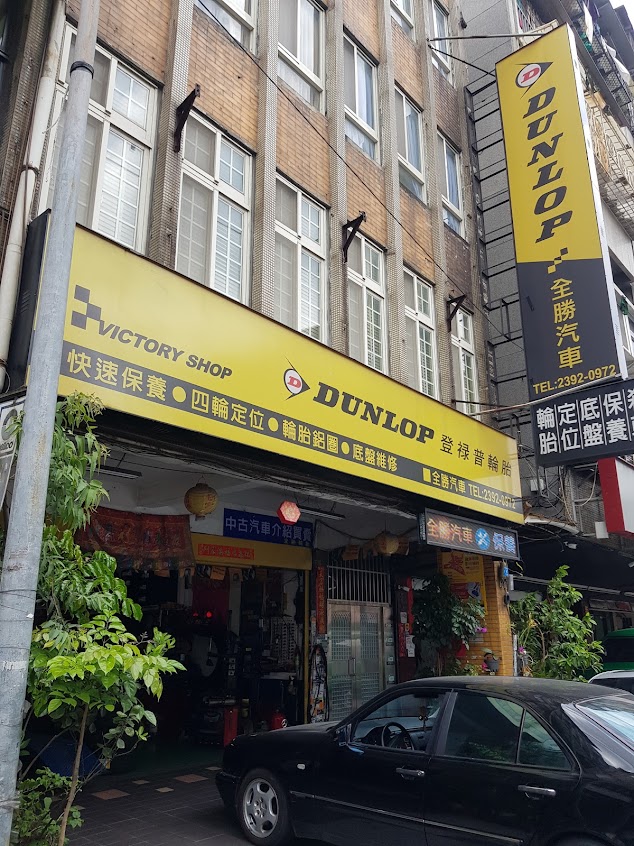 DUNLOP
全勝汽車
TEL:2392-0972
VICTORY SHOP
DUNLOP 登祿普輪胎
快速保養●四輪定位●輪胎鋁圈●底盤維修
■全勝汽車 TEL:2392-0972
輪胎
定位
底盤
保養
中古汽車介紹買賣
全勝汽車 保養